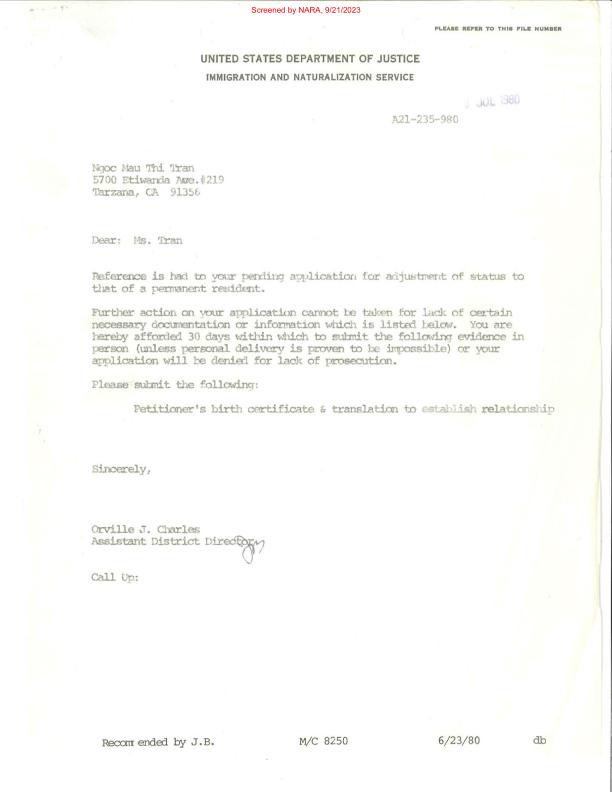 Screened by NARA, 9/21/2023
PLEASE REFER TO THIS FILE NUMBER
UNITED STATES DEPARTMENT OF JUSTICE
IMMIGRATION AND NATURALIZATION SERVICE
JUL 1980
A21-235-980
Ngoc Mau Thi Tran
5700 Etiwanda Ave.#219
Tarzana, CA 91356
Dear: Ms. Tran
Reference is had to your pending application for adjustment of status to
that of a permanent resident.
Further action on your application cannot be taken for lack of certain
necessary documentation or information which is listed below. You are
hereby afforded 30 days within which to submit the following evidence in
person (unless personal delivery is proven to be impossible) or your
application will be denied for lack of prosecution.
Please submit the following:
Petitioner's birth certificate & translation to establish relationship
Sincerely,
Orville J. Charles
Assistant District Director
Call Up:
Recommended by J.B. M/C 8250 6/23/80 db